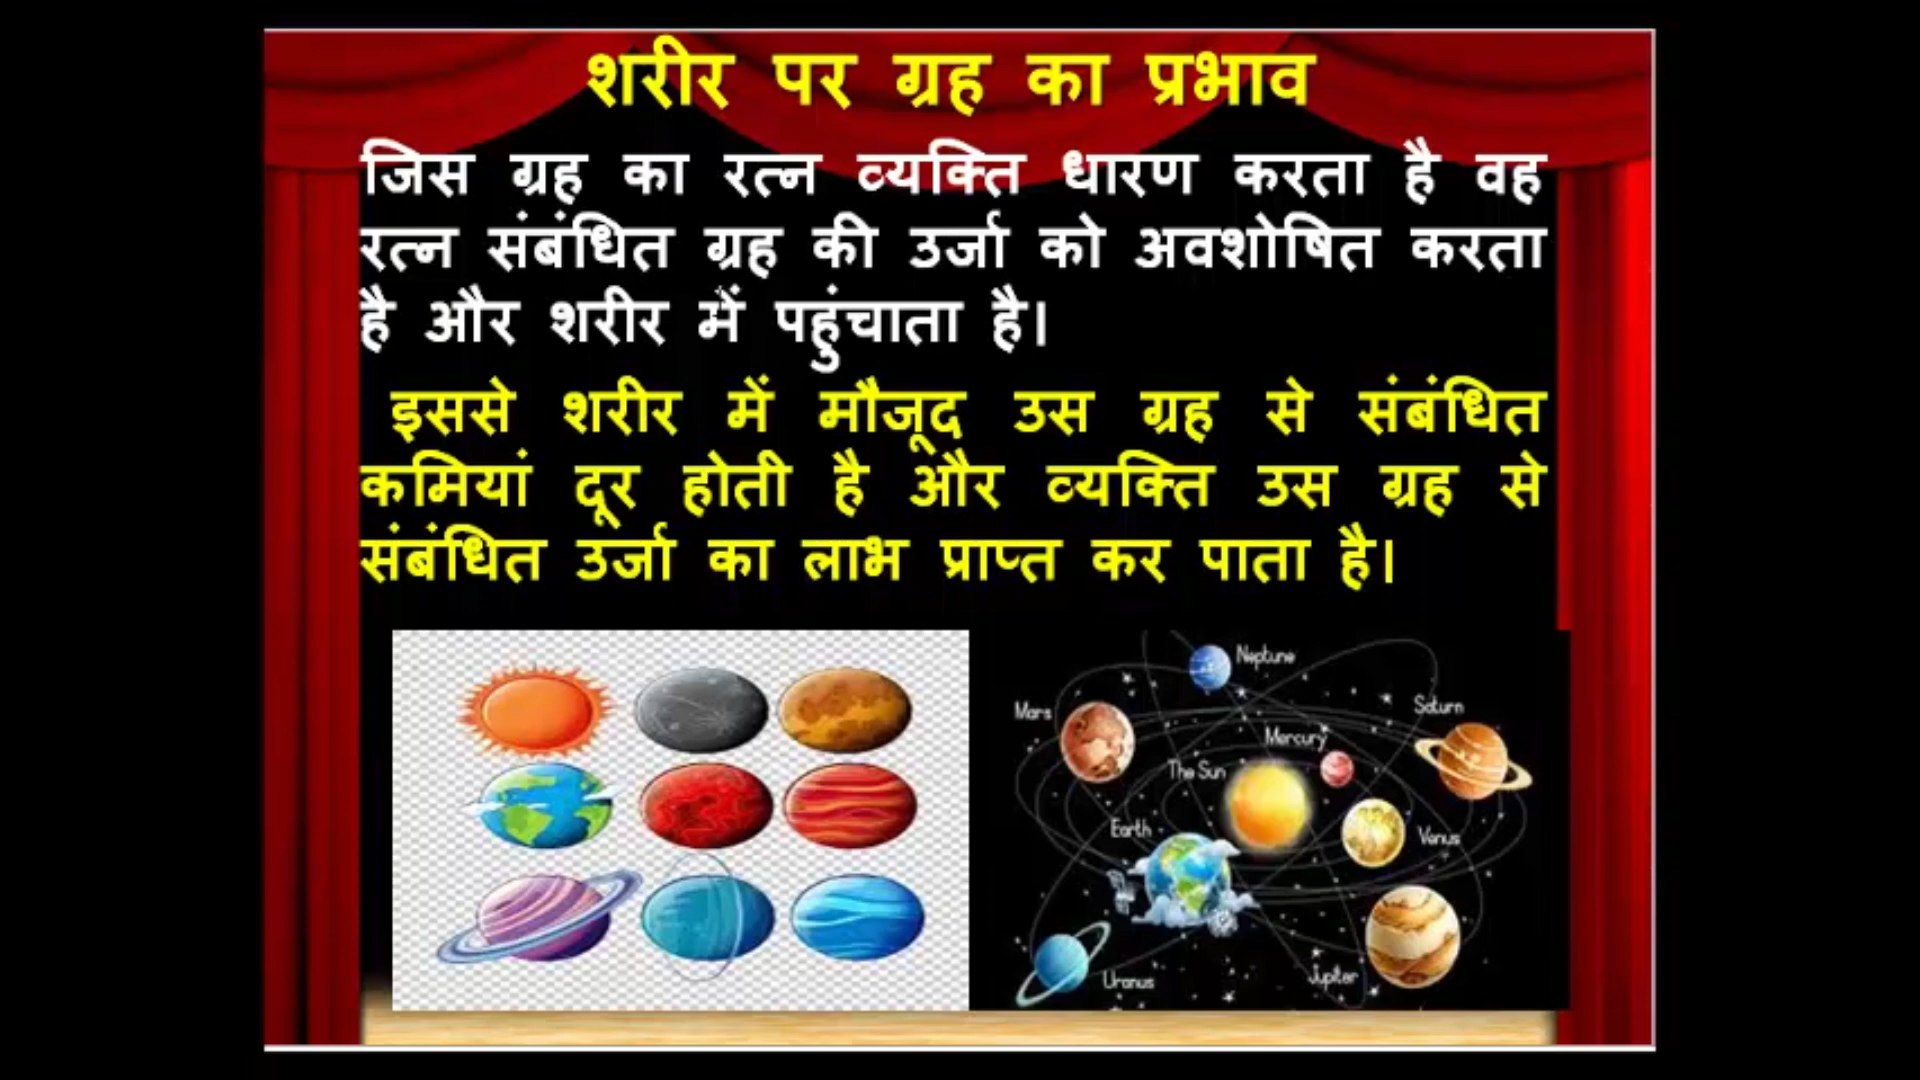 शरीर पर ग्रह का प्रभाव
जिस ग्रह का रत्न व्यक्ति धारण करता है वह
रत्न संबंधित ग्रह की उर्जा को अवशोषित करता
है और शरीर में पहुंचाता है।
इससे शरीर में मौजूद उस ग्रह से संबंधित
कमियां दूर होती है और व्यक्ति उस ग्रह से
संबंधित उर्जा का लाभ प्राप्त कर पाता है।
Neptune
Mars
Saturn
Mercury
The Sun
Earth
Venus
Uranus
Jupiter